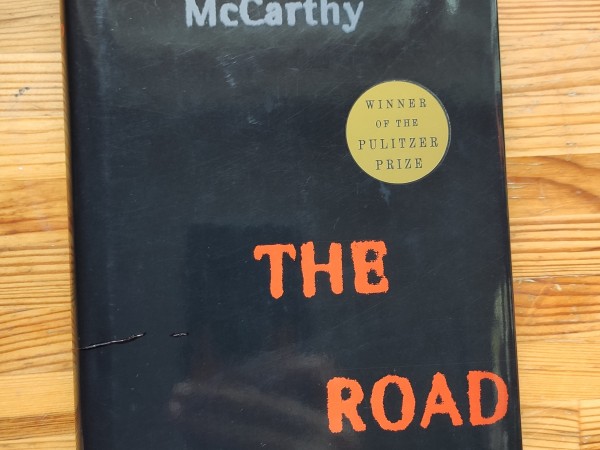 McCarthy
WINNER
OF THE
PULITZER
PRIZE
THE
ROAD